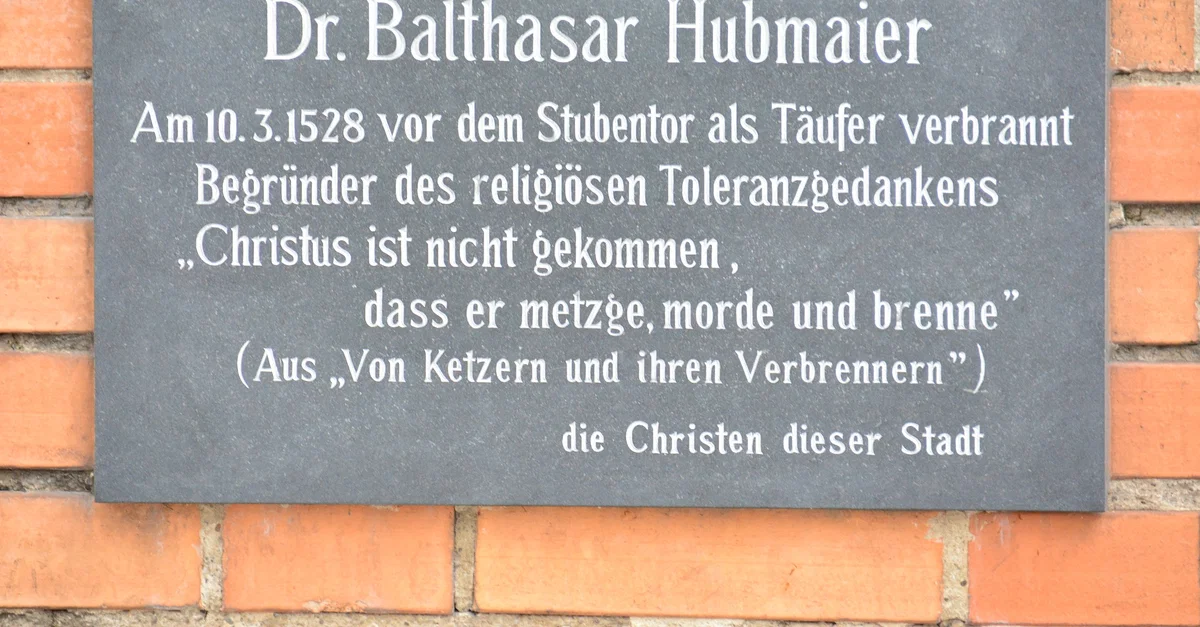 Dr. Balthasar Hubmaier
Am 10. 3. 1528 vor dem Stubentor als Täufer verbrannt
Begründer des religiösen Toleranzgedankens
„Christus ist nicht gekommen,
dass er metzge, morde und brenne”
(Aus „Von Ketzern und ihren Verbrennern”)
die Christen dieser Stadt